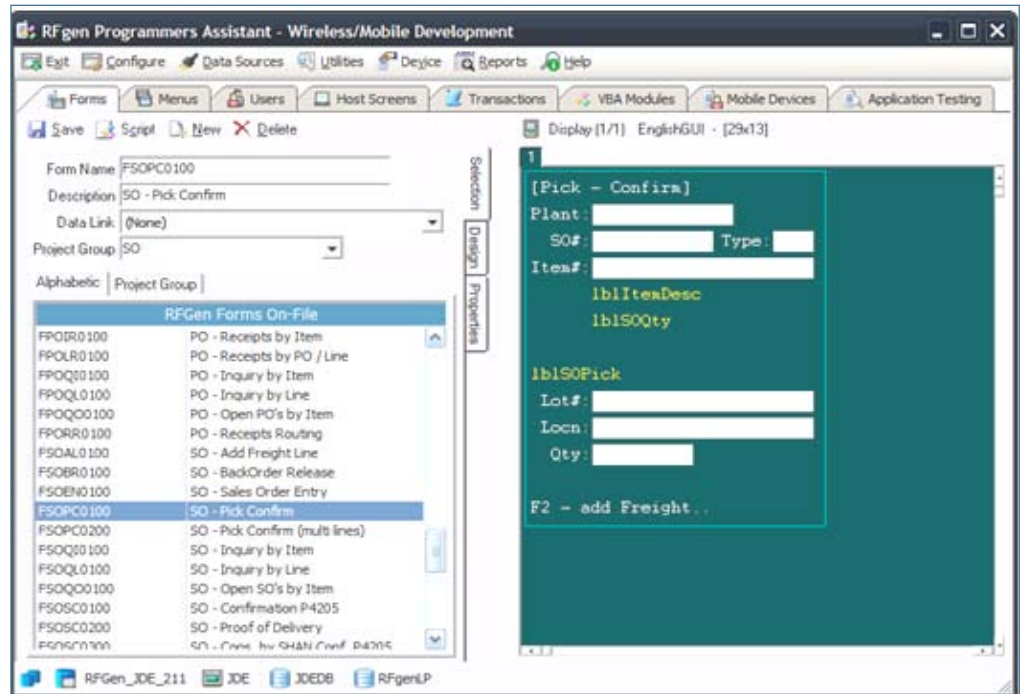 RFgen Programmers Assistant - Wireless/Mobile Development
Exit Configure Data Sources Utilities Device Reports Help
Forms Menus Users Host Screens Transactions VBA Modules Mobile Devices Application Testing
Save Script New Delete
Display (1/1) EnglishGUI - [29x13]
Form Name FSOPC0100
Description SO - Pick Confirm
Data Link (None)
Project Group SO
Alphabetic Project Group
RFGen Forms On-File
FPOIR0100 PO - Receipts by Item
FPOLR0100 PO - Receipts by PO / Line
FPOQI0100 PO - Inquiry by Item
FPOQL0100 PO - Inquiry by Line
FPOQO0100 PO - Open PO's by Item
FPORR0100 PO - Receipts Routing
FSOAL0100 SO - Add Freight Line
FSOBR0100 SO - BackOrder Release
FSOEN0100 SO - Sales Order Entry
FSOPC0100 SO - Pick Confirm
FSOPC0200 SO - Pick Confirm (multi lines)
FSOQI0100 SO - Inquiry by Item
FSOQL0100 SO - Inquiry by Line
FSOQO0100 SO - Open SO's by Item
FSOSC0100 SO - Confirmation P4205
FSOSC0200 SO - Proof of Delivery
FSOSC0300 SO - Cons. by SHAN Conf. P4205
Selection
Design
Properties
1
[Pick - Confirm]
Plant:
SO#: Type:
Item#:
lblItemDesc
lblSOQty
lblSOPick
Lot#:
Locn:
Qty:
F2 - add Freight..
RFGen_JDE_211 JDE JDEDB RFgenLP